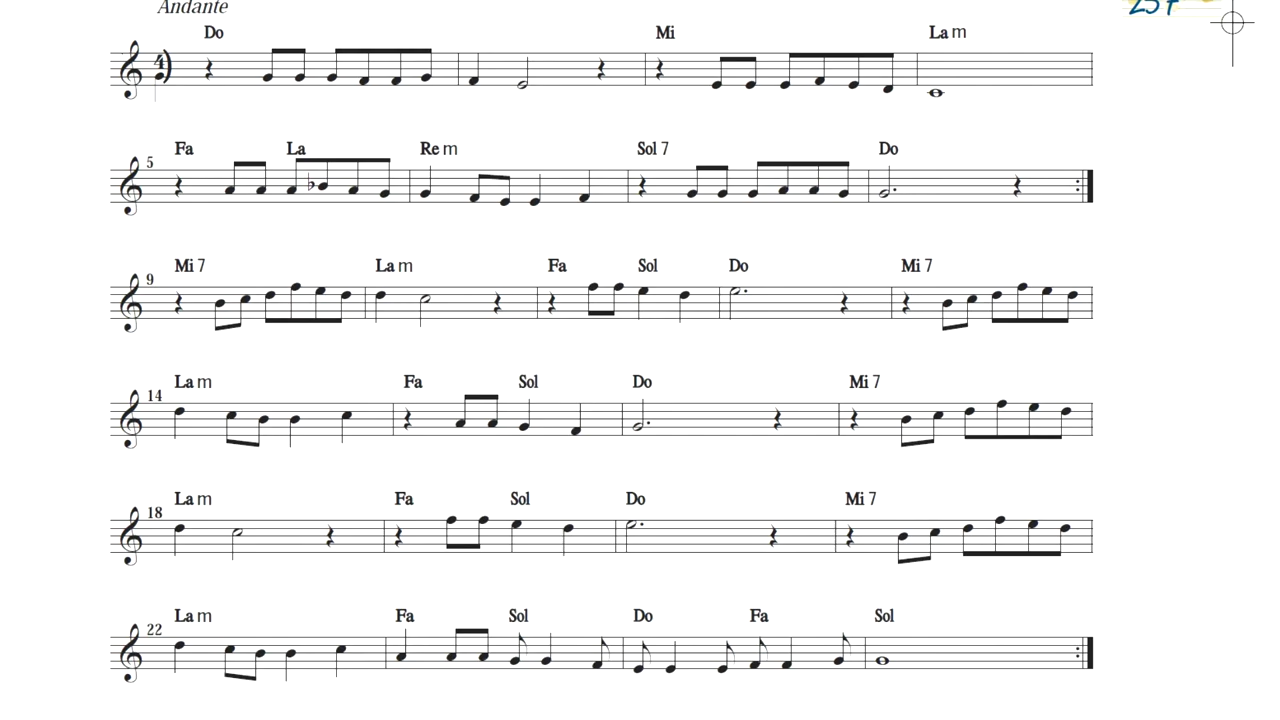 Andante
257
Do Mi La m
4
5 Fa La Re m Sol 7 Do
9 Mi 7 La m Fa Sol Do Mi 7
14 La m Fa Sol Do Mi 7
18 La m Fa Sol Do Mi 7
22 La m Fa Sol Do Fa Sol